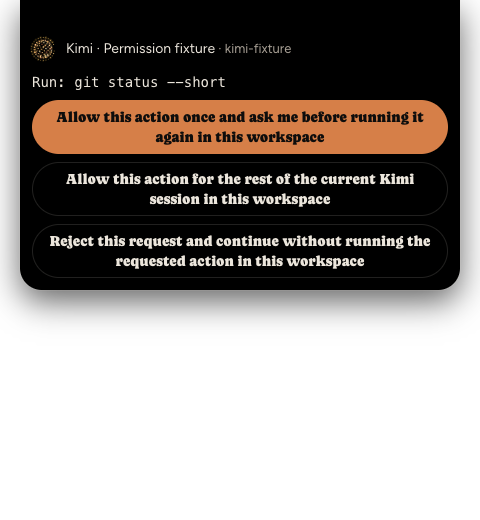 Kimi · Permission fixture · kimi-fixture
Run: git status --short
Allow this action once and ask me before running it
again in this workspace
Allow this action for the rest of the current Kimi
session in this workspace
Reject this request and continue without running the
requested action in this workspace